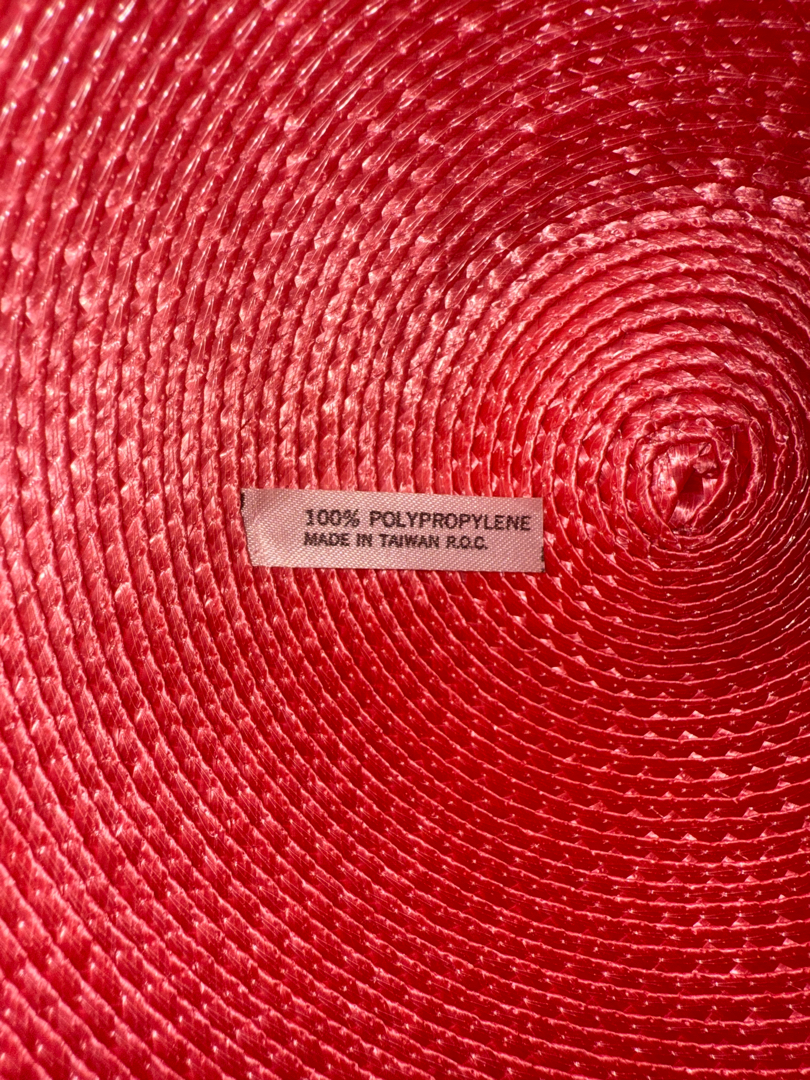 100% POLYPROPYLENE
MADE IN TAIWAN R.O.C.